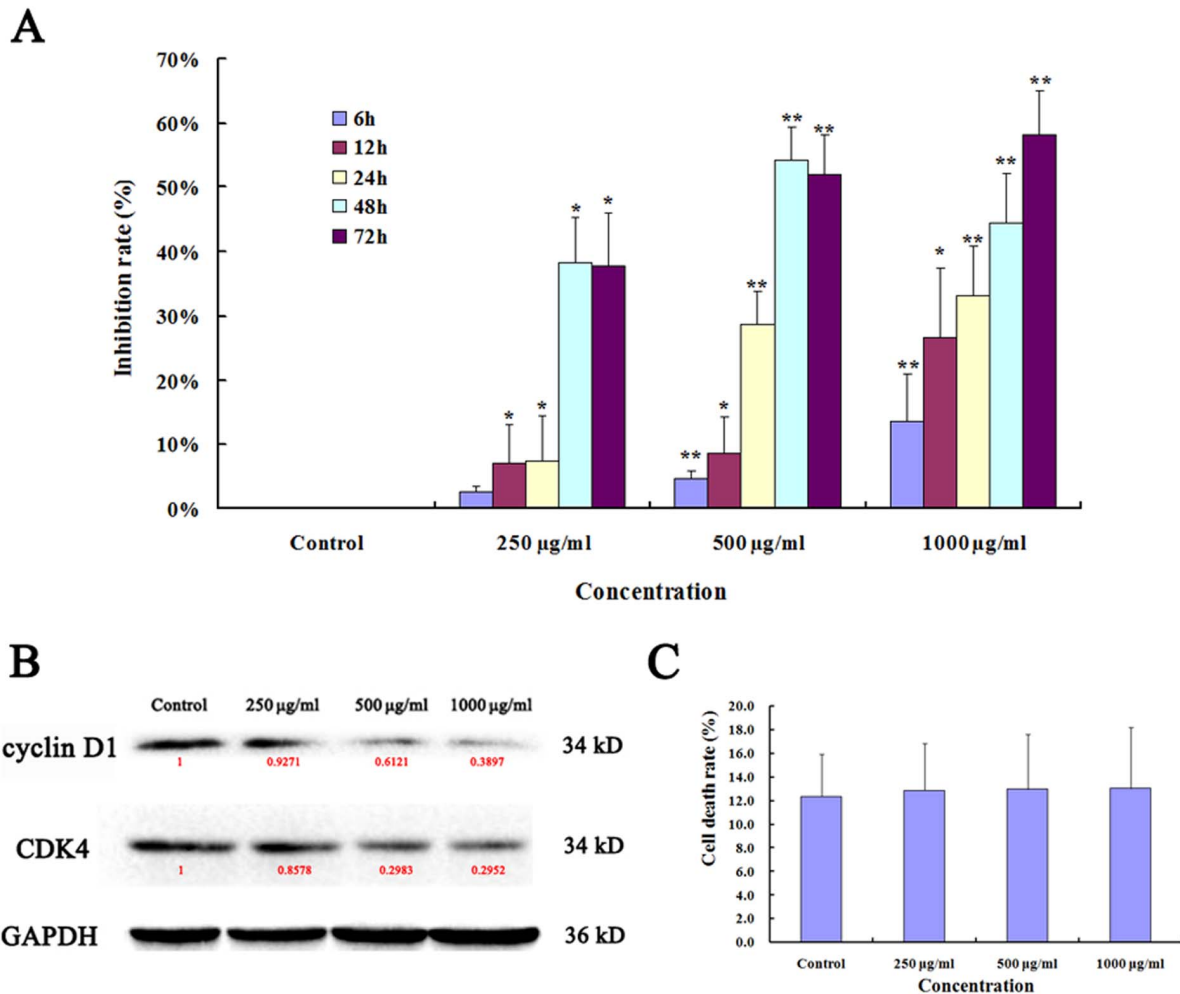 A
70%
60%
50%
40%
30%
20%
10%
0%
Inhibition rate (%)
6h
12h
24h
48h
72h
* * * *
** * ** ** **
** * ** ** **
Control 250 μg/ml 500 μg/ml 1000 μg/ml
Concentration
B
Control 250 μg/ml 500 μg/ml 1000 μg/ml
cyclin D1 34 kD
1 0.9271 0.6121 0.3897
CDK4 34 kD
1 0.8578 0.2983 0.2952
GAPDH 36 kD
C
20.0
18.0
16.0
14.0
12.0
10.0
8.0
6.0
4.0
2.0
0.0
Cell death rate (%)
Control 250 μg/ml 500 μg/ml 1000 μg/ml
Concentration